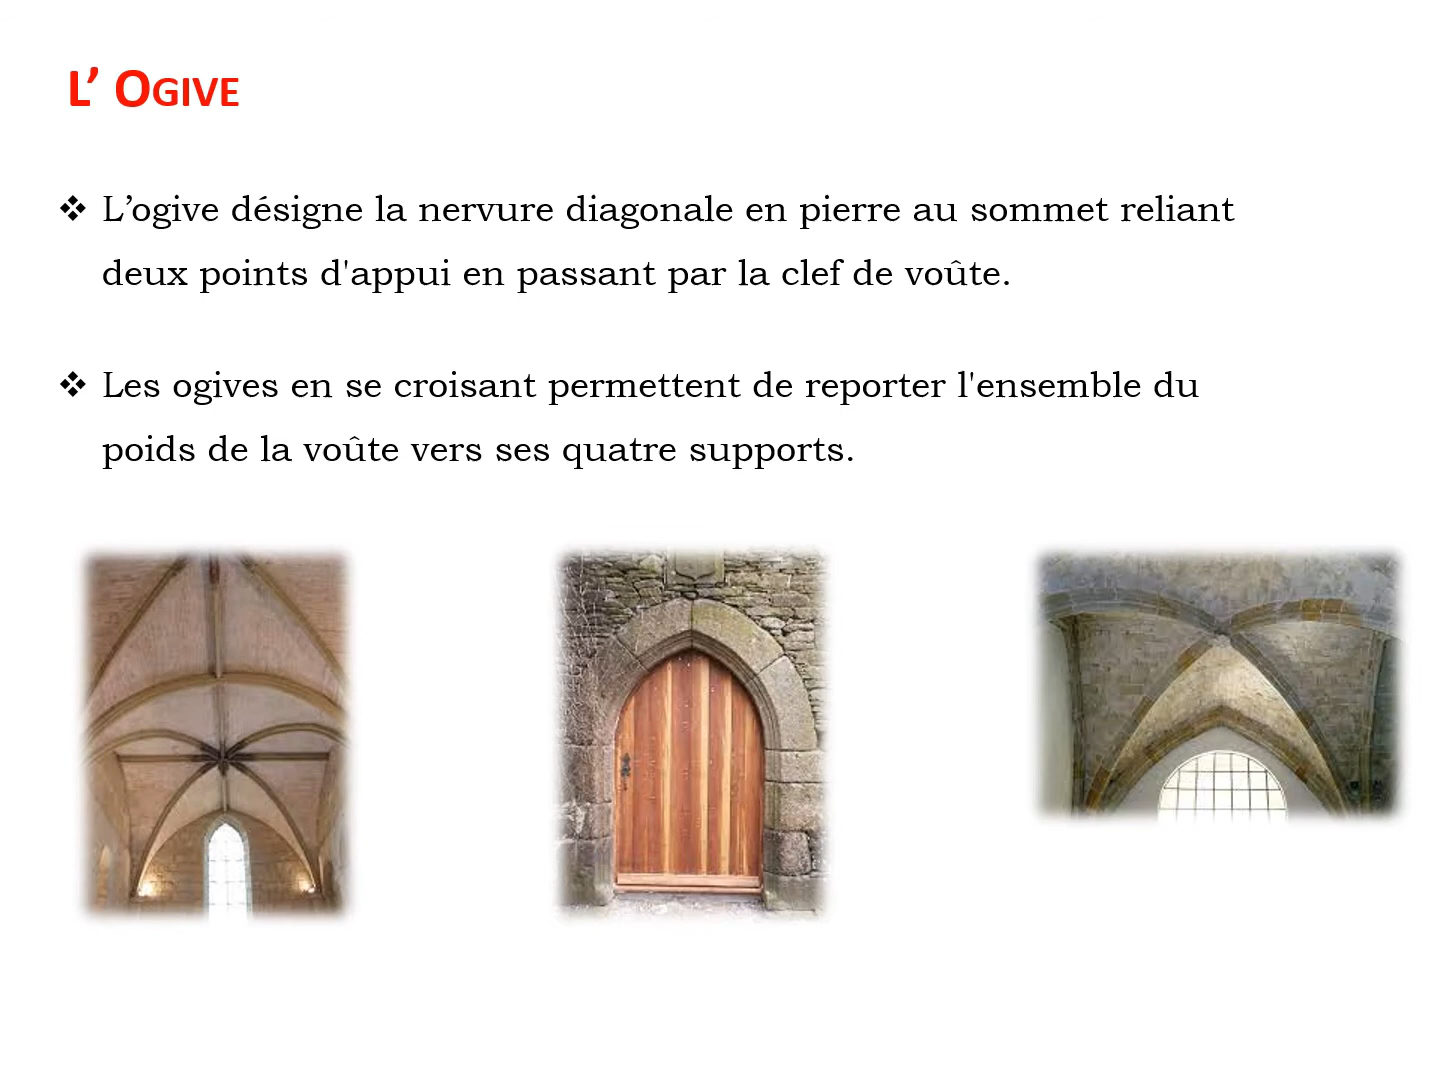 L’ OGIVE
❖ L’ogive désigne la nervure diagonale en pierre au sommet reliant
deux points d'appui en passant par la clef de voûte.
❖ Les ogives en se croisant permettent de reporter l'ensemble du
poids de la voûte vers ses quatre supports.